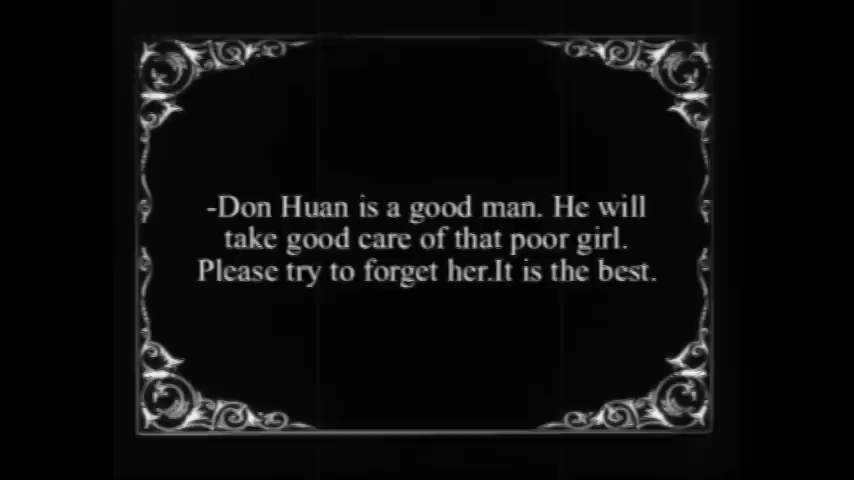 -Don Huan is a good man. He will
take good care of that poor girl.
Please try to forget her.It is the best.